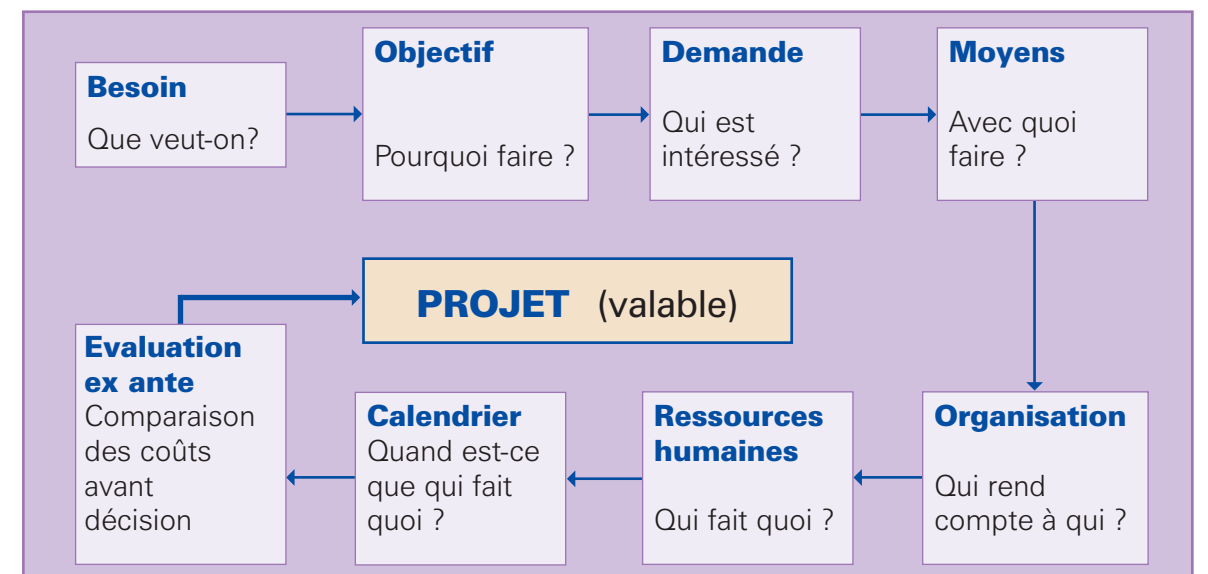 Besoin
Que veut-on?
Objectif
Pourquoi faire ?
Demande
Qui est
intéressé ?
Moyens
Avec quoi
faire ?
Organisation
Qui rend
compte à qui ?
Ressources
humaines
Qui fait quoi ?
Calendrier
Quand est-ce
que qui fait
quoi ?
Evaluation
ex ante
Comparaison
des coûts
avant
décision
PROJET (valable)